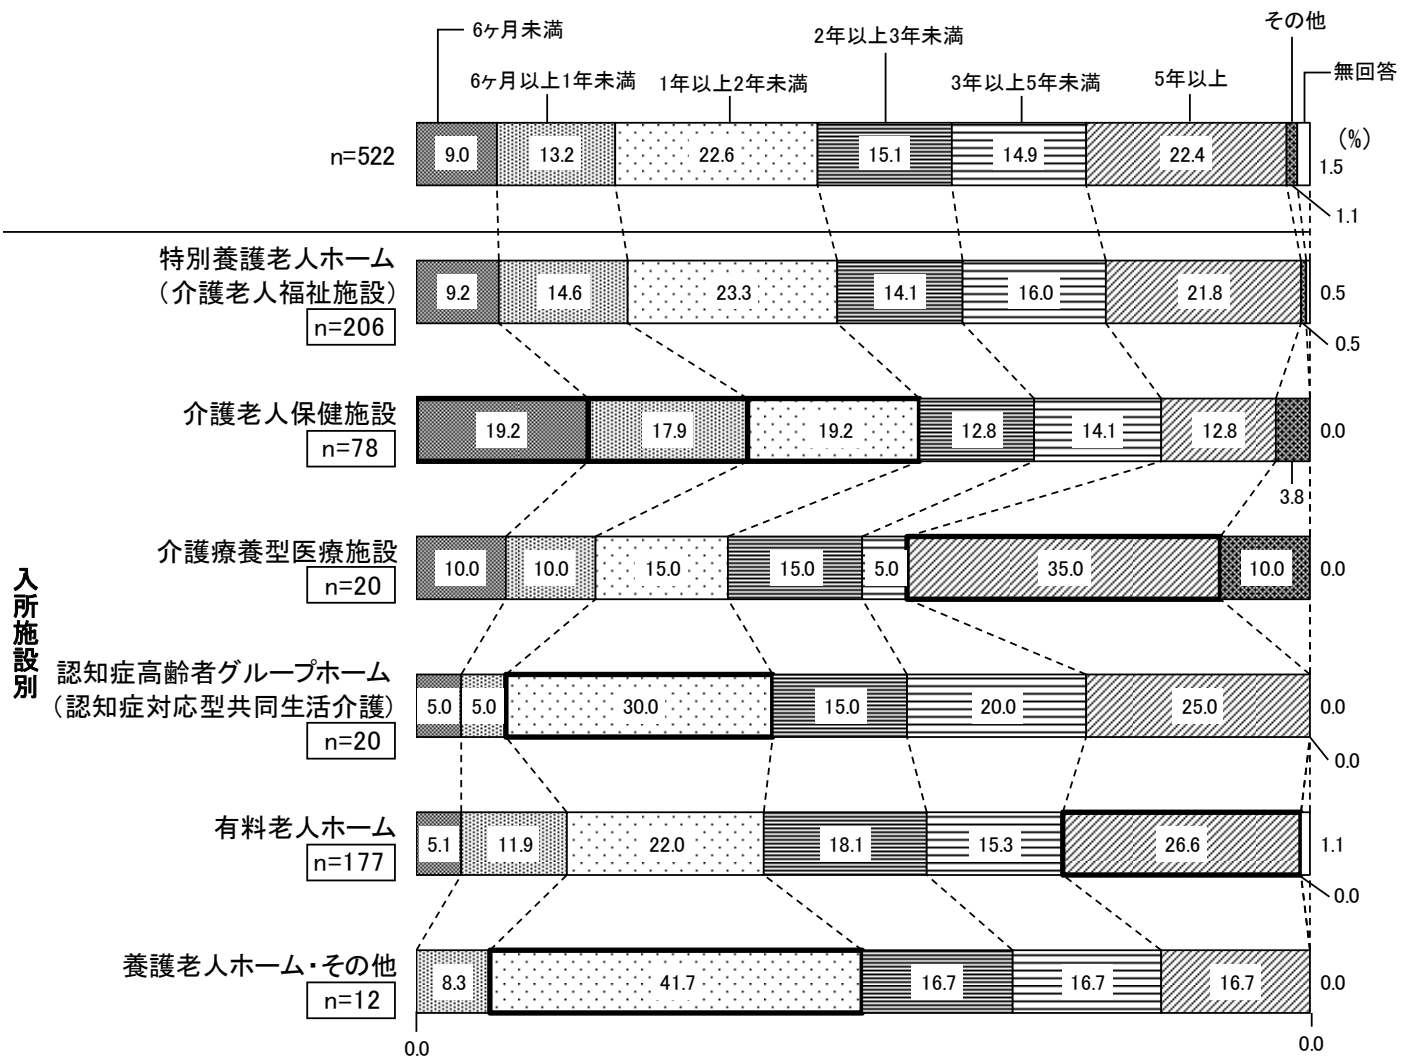 その他
6ヶ月未満
2年以上3年未満
無回答
6ヶ月以上1年未満
1年以上2年未満
3年以上5年未満
5年以上
(%)
n=522
9.0
13.2
22.6
15.1
14.9
22.4
1.5
1.1
特別養護老人ホーム
(介護老人福祉施設)
n=206
9.2
14.6
23.3
14.1
16.0
21.8
0.5
0.5
介護老人保健施設
n=78
19.2
17.9
19.2
12.8
14.1
12.8
0.0
3.8
入所施設別
介護療養型医療施設
n=20
10.0
10.0
15.0
15.0
5.0
35.0
10.0
0.0
認知症高齢者グループホーム
(認知症対応型共同生活介護)
n=20
5.0
5.0
30.0
15.0
20.0
25.0
0.0
0.0
有料老人ホーム
n=177
5.1
11.9
22.0
18.1
15.3
26.6
1.1
0.0
養護老人ホーム・その他
n=12
8.3
41.7
16.7
16.7
16.7
0.0
0.0
0.0